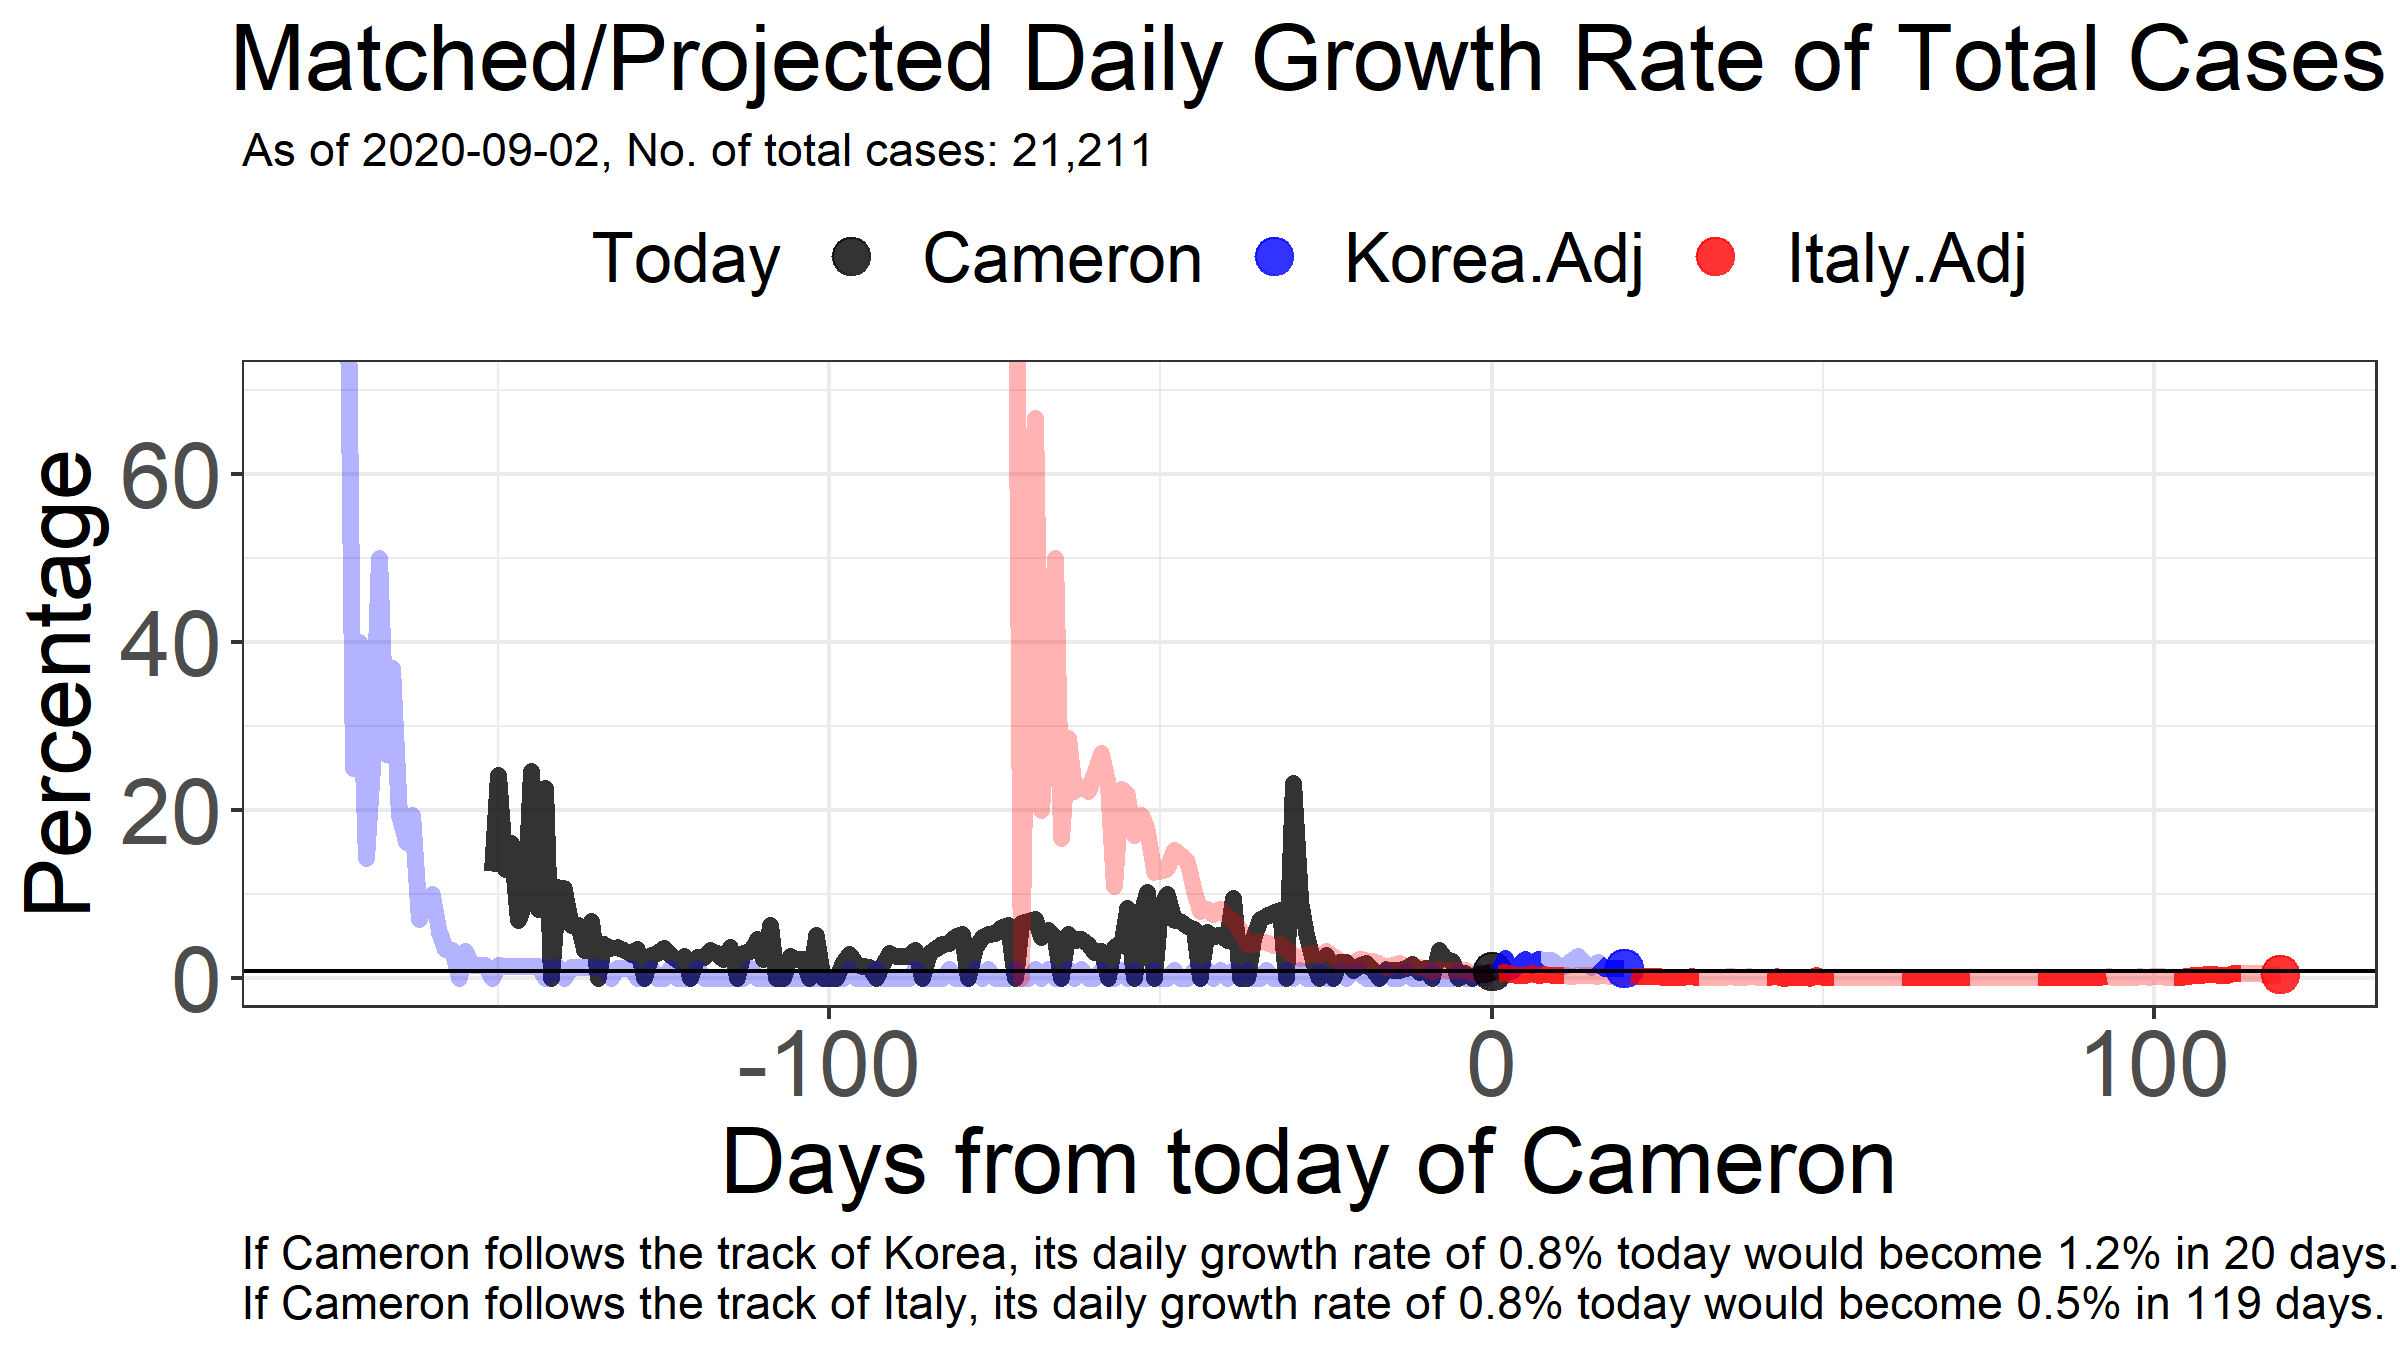 Matched/Projected Daily Growth Rate of Total Cases
As of 2020-09-02, No. of total cases: 21,211
Today Cameron Korea.Adj Italy.Adj
Percentage
60
40
20
0
-100 0 100
Days from today of Cameron
If Cameron follows the track of Korea, its daily growth rate of 0.8% today would become 1.2% in 20 days.
If Cameron follows the track of Italy, its daily growth rate of 0.8% today would become 0.5% in 119 days.